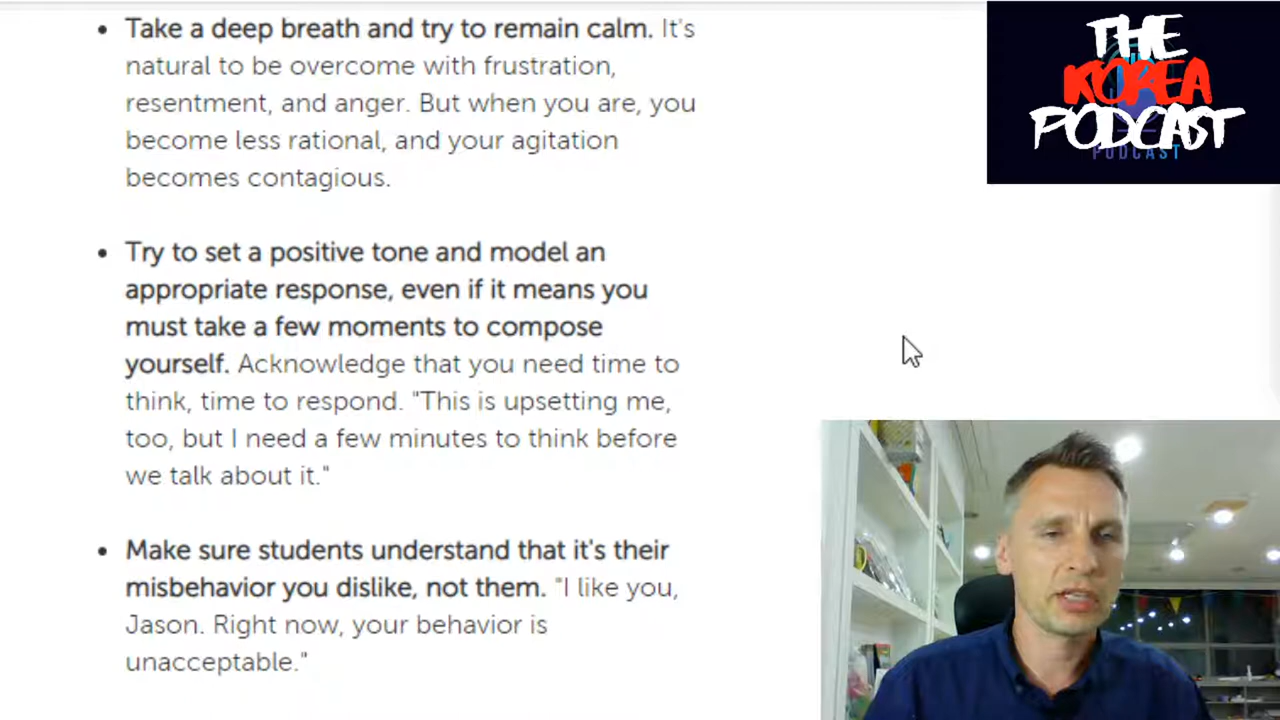 • Take a deep breath and try to remain calm. It's
natural to be overcome with frustration,
resentment, and anger. But when you are, you
become less rational, and your agitation
becomes contagious.
• Try to set a positive tone and model an
appropriate response, even if it means you
must take a few moments to compose
yourself. Acknowledge that you need time to
think, time to respond. "This is upsetting me,
too, but I need a few minutes to think before
we talk about it."
• Make sure students understand that it's their
misbehavior you dislike, not them. "I like you,
Jason. Right now, your behavior is
unacceptable."
THE
KOREA
PODCAST
PODCAST